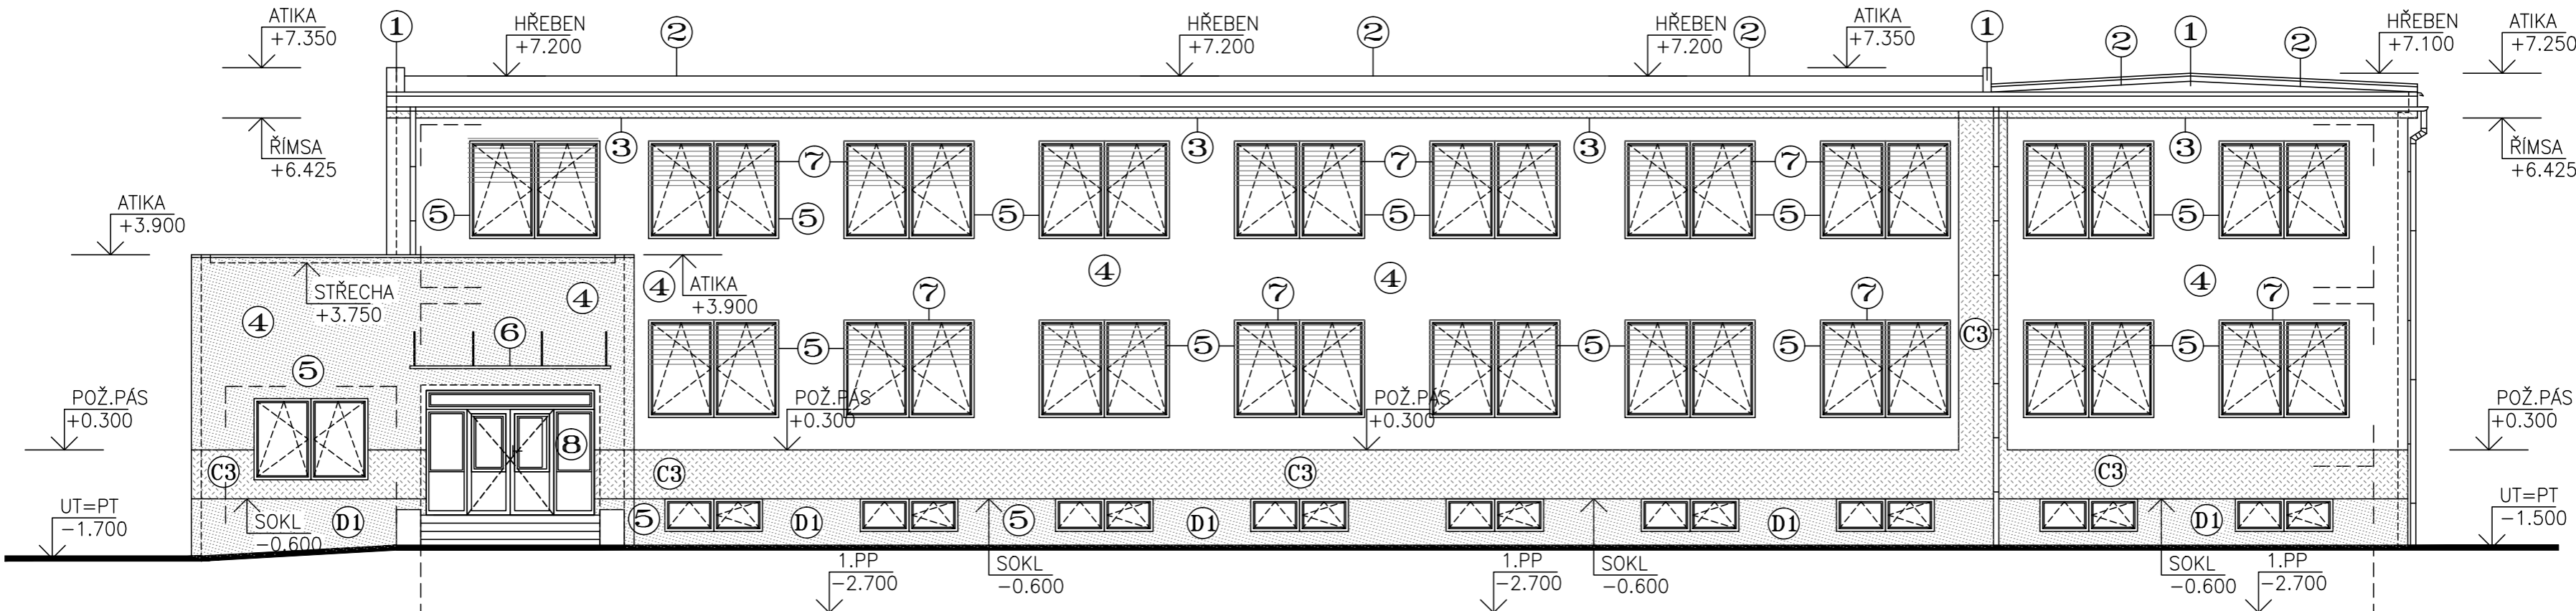 ATIKA
+7.350
1
HŘEBEN
+7.200
2
HŘEBEN
+7.200
2
HŘEBEN
+7.200
2
ATIKA
+7.350
1
2
1
2
HŘEBEN
+7.100
ATIKA
+7.250
ŘÍMSA
+6.425
3
7
3
7
3
7
3
ŘÍMSA
+6.425
ATIKA
+3.900
5
5
5
5
5
5
STŘECHA
+3.750
4
4
4
ATIKA
+3.900
4
4
4
4
6
7
7
7
7
5
5
5
5
5
5
C3
POŽ.PÁS
+0.300
POŽ.PÁS
+0.300
POŽ.PÁS
+0.300
POŽ.PÁS
+0.300
8
C3
C3
C3
C3
UT=PT
-1.700
SOKL
-0.600
D1
5
D1
5
D1
D1
D1
UT=PT
-1.500
1.PP
-2.700
SOKL
-0.600
1.PP
-2.700
SOKL
-0.600
SOKL
-0.600
1.PP
-2.700